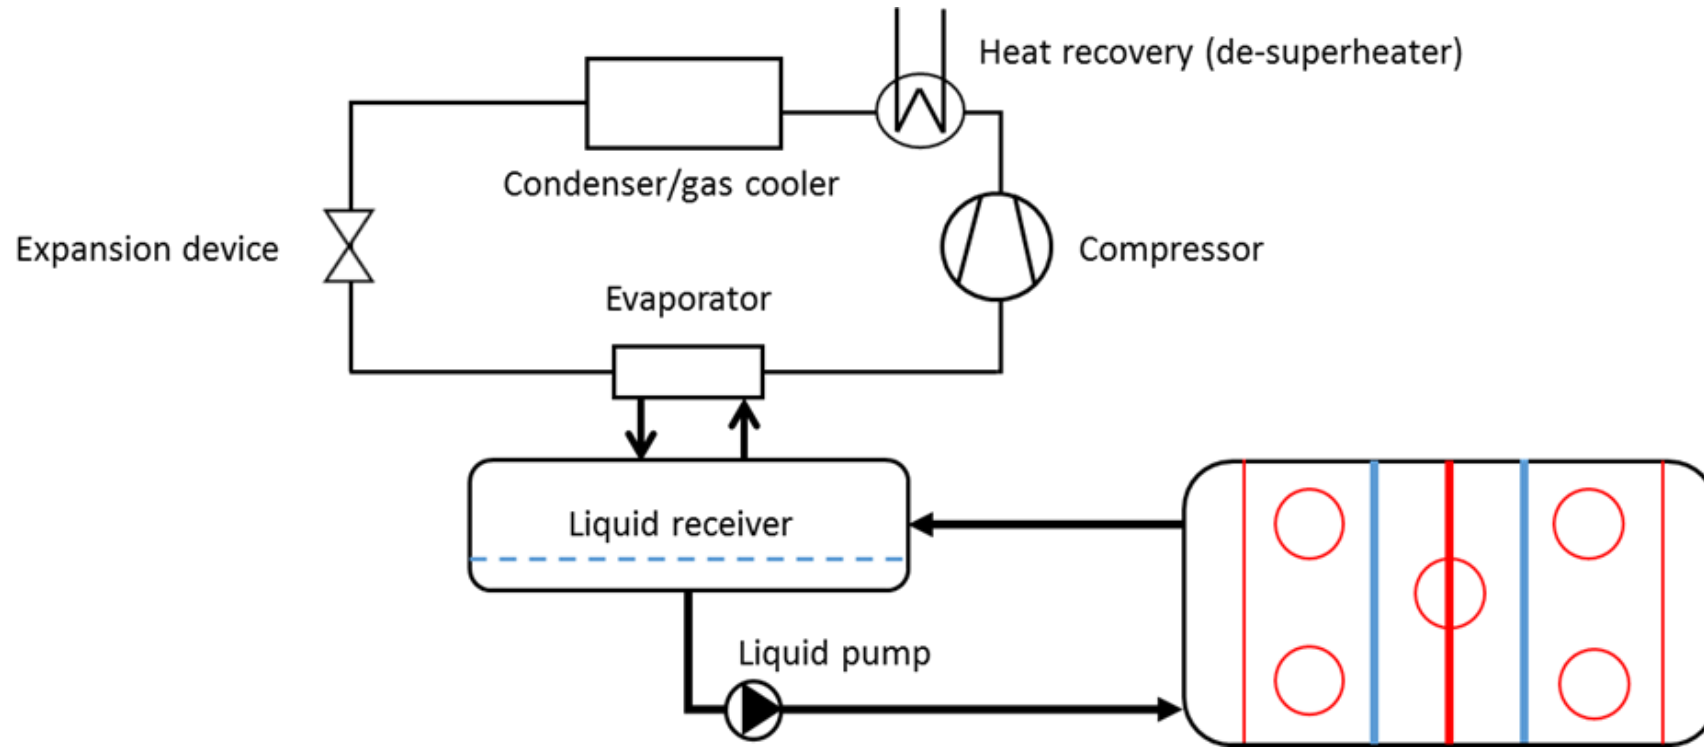 Heat recovery (de-superheater)
Condenser/gas cooler
Expansion device
Compressor
Evaporator
Liquid receiver
Liquid pump